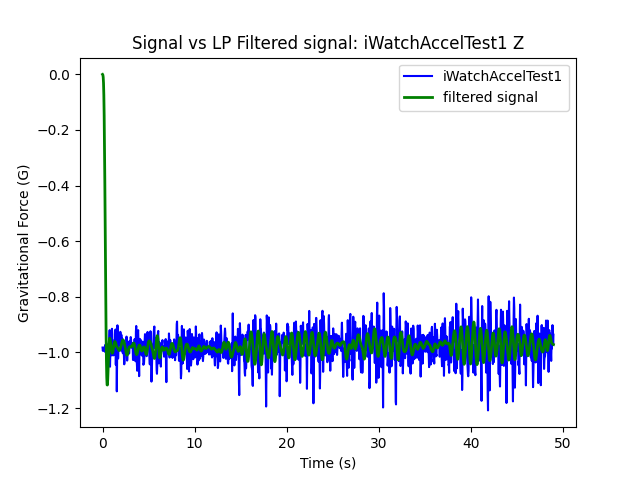 Signal vs LP Filtered signal: iWatchAccelTest1 Z
iWatchAccelTest1
filtered signal
Gravitational Force (G)
0.0
−0.2
−0.4
−0.6
−0.8
−1.0
−1.2
0 10 20 30 40 50
Time (s)